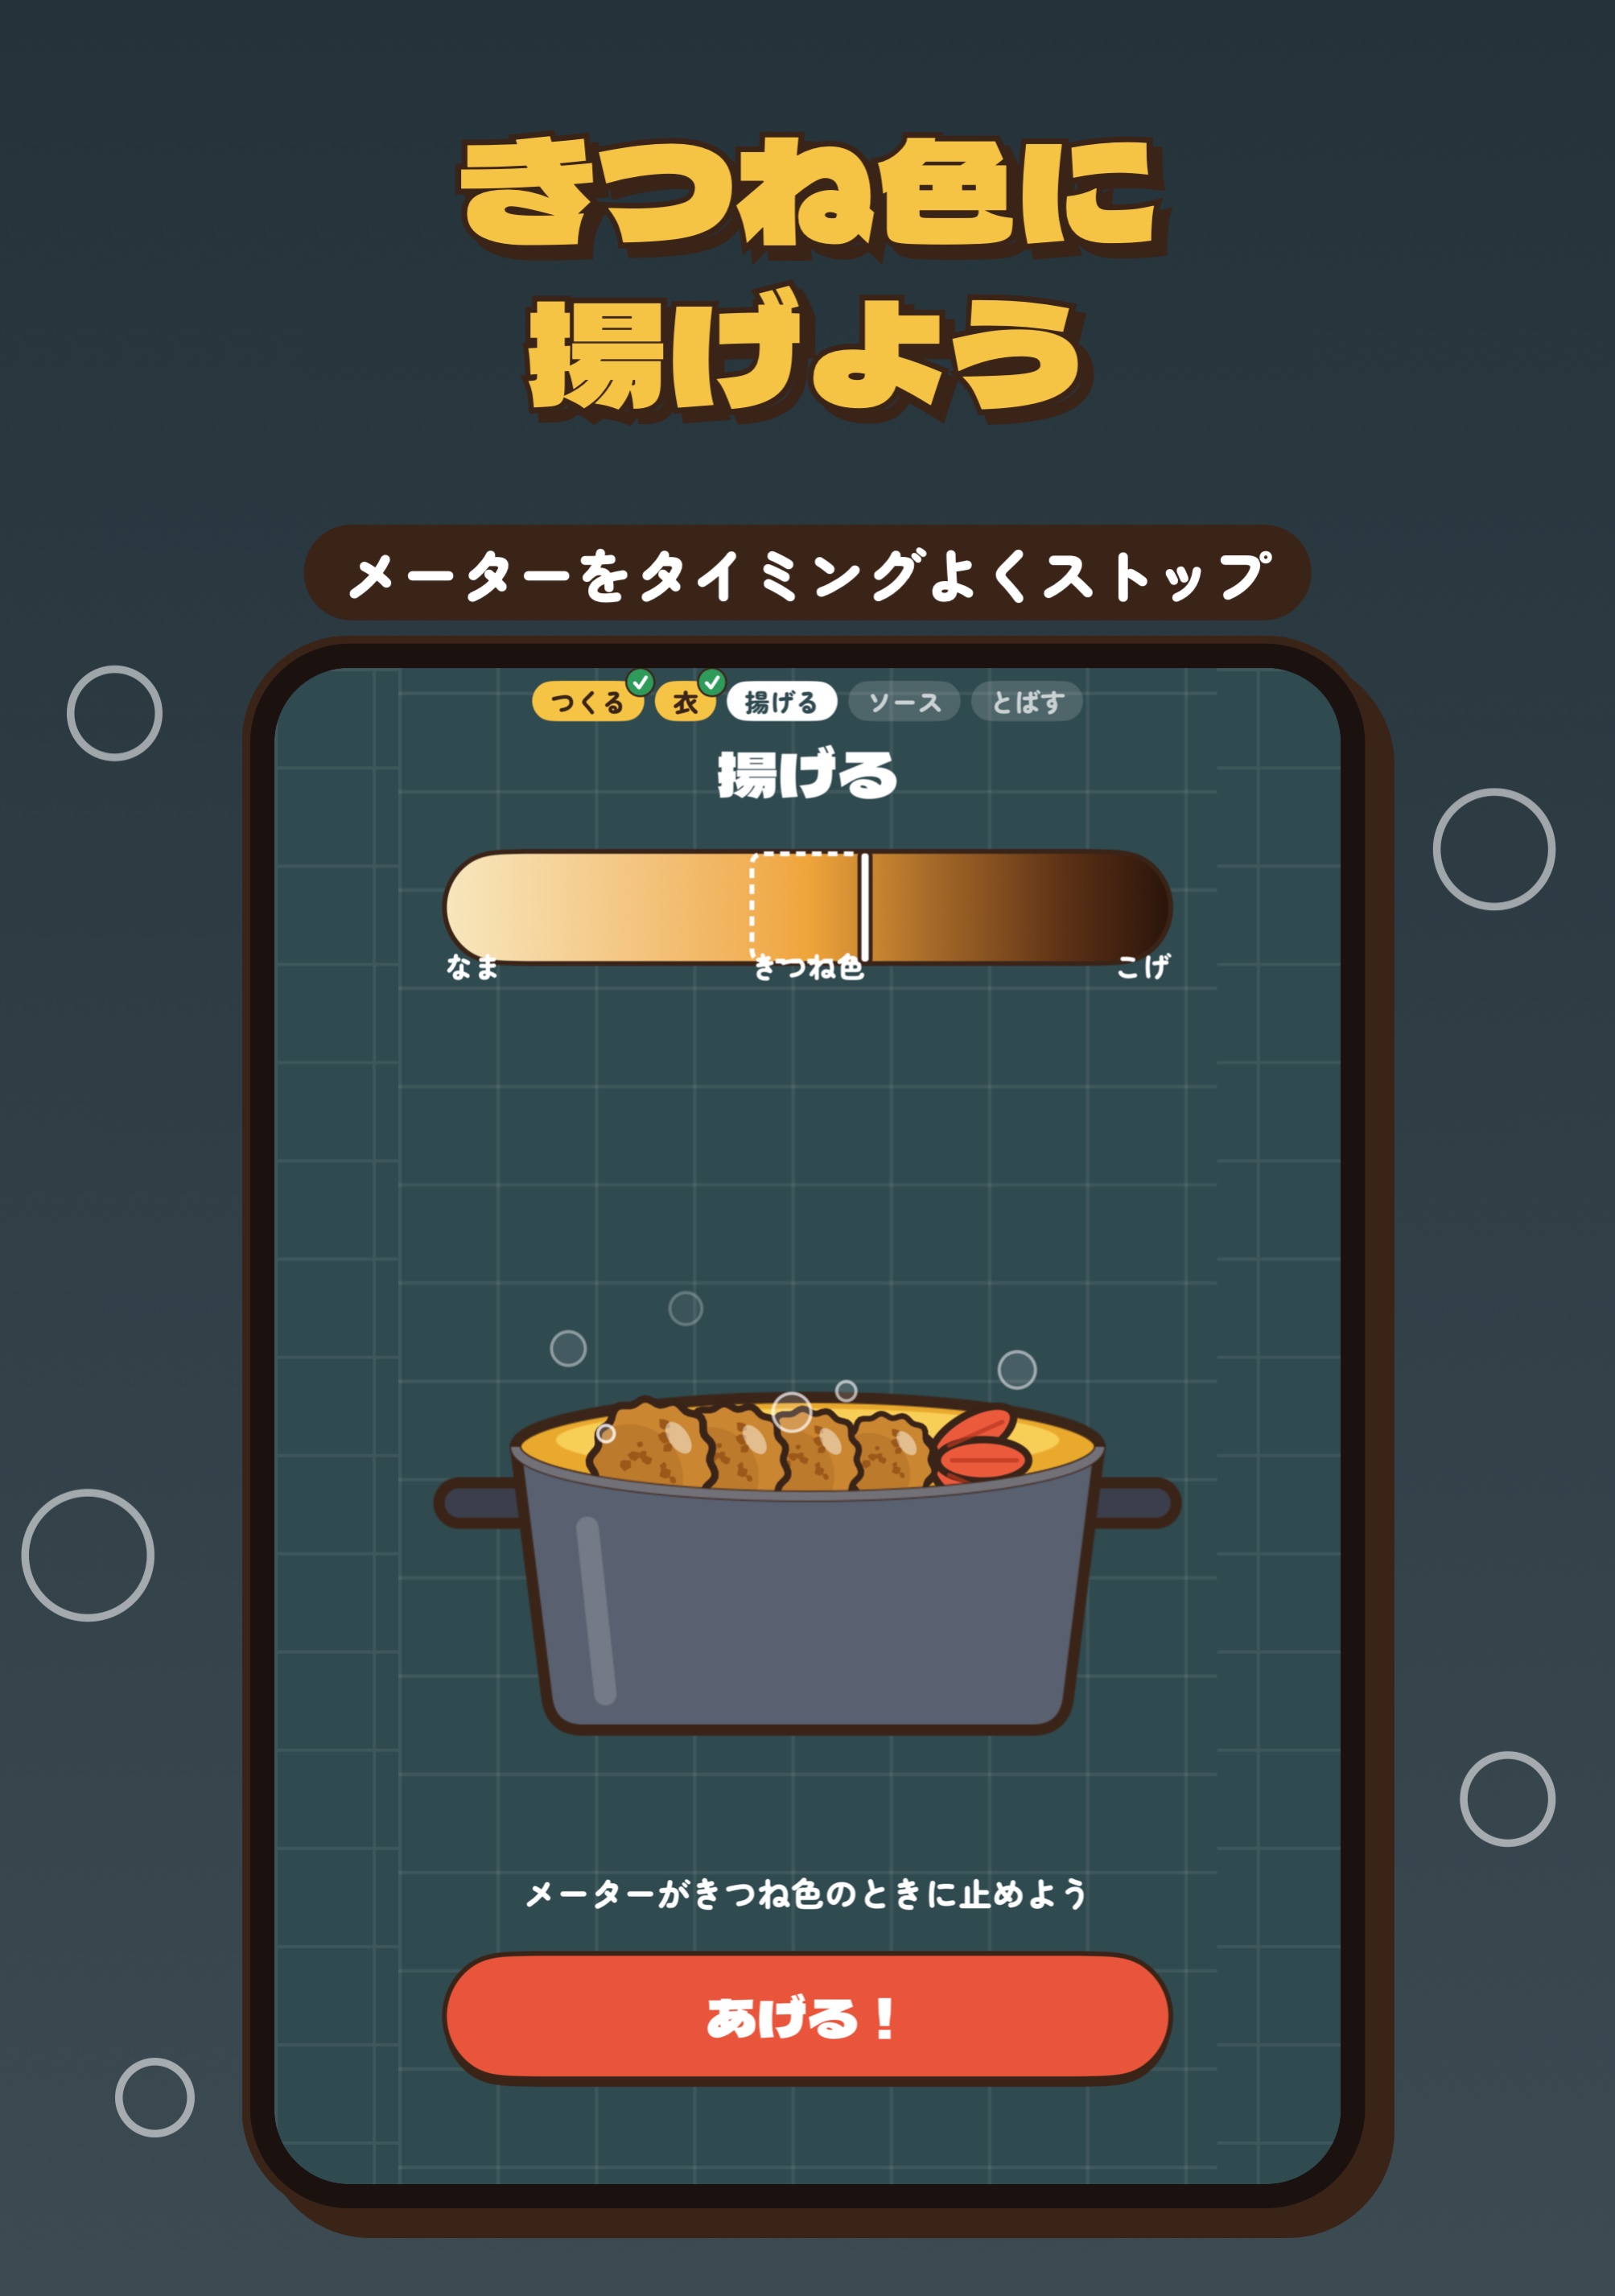 きつね色に
揚げよう
メーターをタイミングよくストップ
つくる 衣 揚げる ソース とばす
揚げる
なま きつね色 こげ
メーターがきつね色のときに止めよう
あげる！